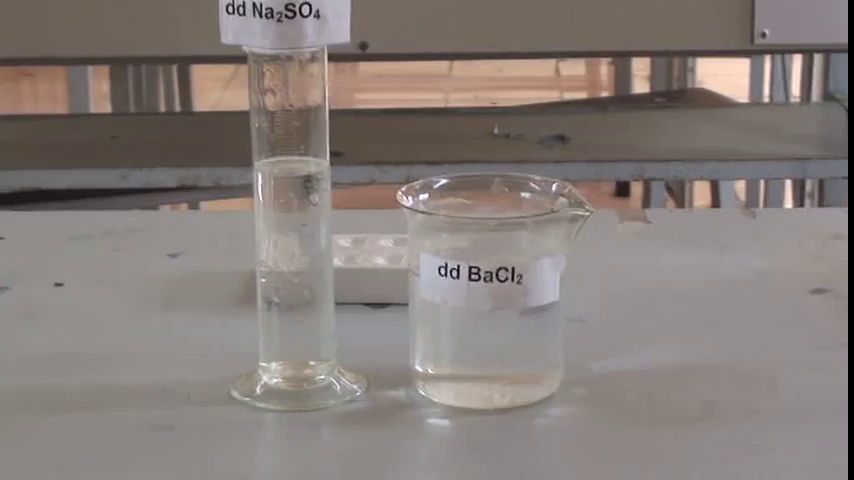 dd Na₂SO₄
dd BaCl₂